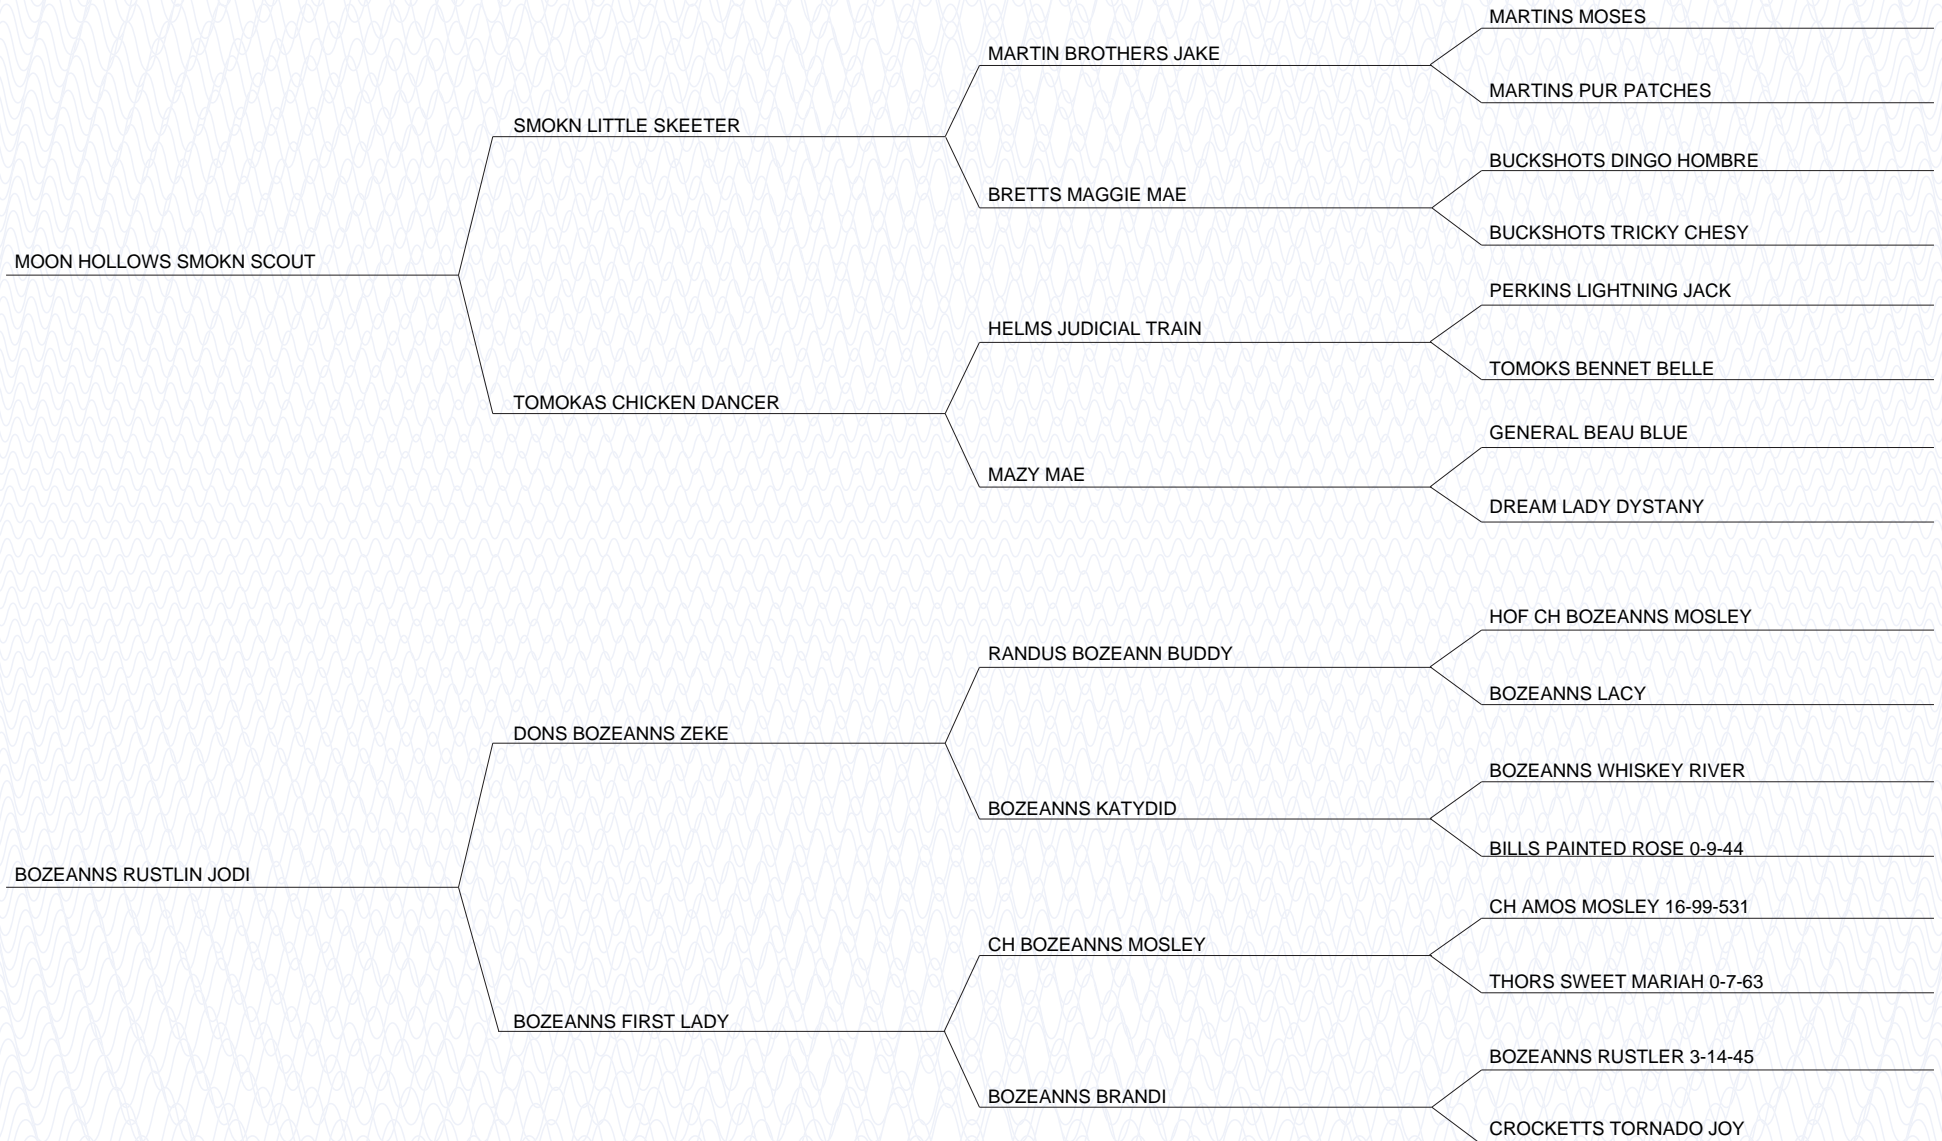 MARTINS MOSES
MARTIN BROTHERS JAKE
MARTINS PUR PATCHES
SMOKN LITTLE SKEETER
BUCKSHOTS DINGO HOMBRE
BRETTS MAGGIE MAE
BUCKSHOTS TRICKY CHESY
MOON HOLLOWS SMOKN SCOUT
PERKINS LIGHTNING JACK
HELMS JUDICIAL TRAIN
TOMOKS BENNET BELLE
TOMOKAS CHICKEN DANCER
GENERAL BEAU BLUE
MAZY MAE
DREAM LADY DYSTANY
HOF CH BOZEANNS MOSLEY
RANDUS BOZEANN BUDDY
BOZEANNS LACY
DONS BOZEANNS ZEKE
BOZEANNS WHISKEY RIVER
BOZEANNS KATYDID
BILLS PAINTED ROSE 0-9-44
BOZEANNS RUSTLIN JODI
CH AMOS MOSLEY 16-99-531
CH BOZEANNS MOSLEY
THORS SWEET MARIAH 0-7-63
BOZEANNS FIRST LADY
BOZEANNS RUSTLER 3-14-45
BOZEANNS BRANDI
CROCKETTS TORNADO JOY